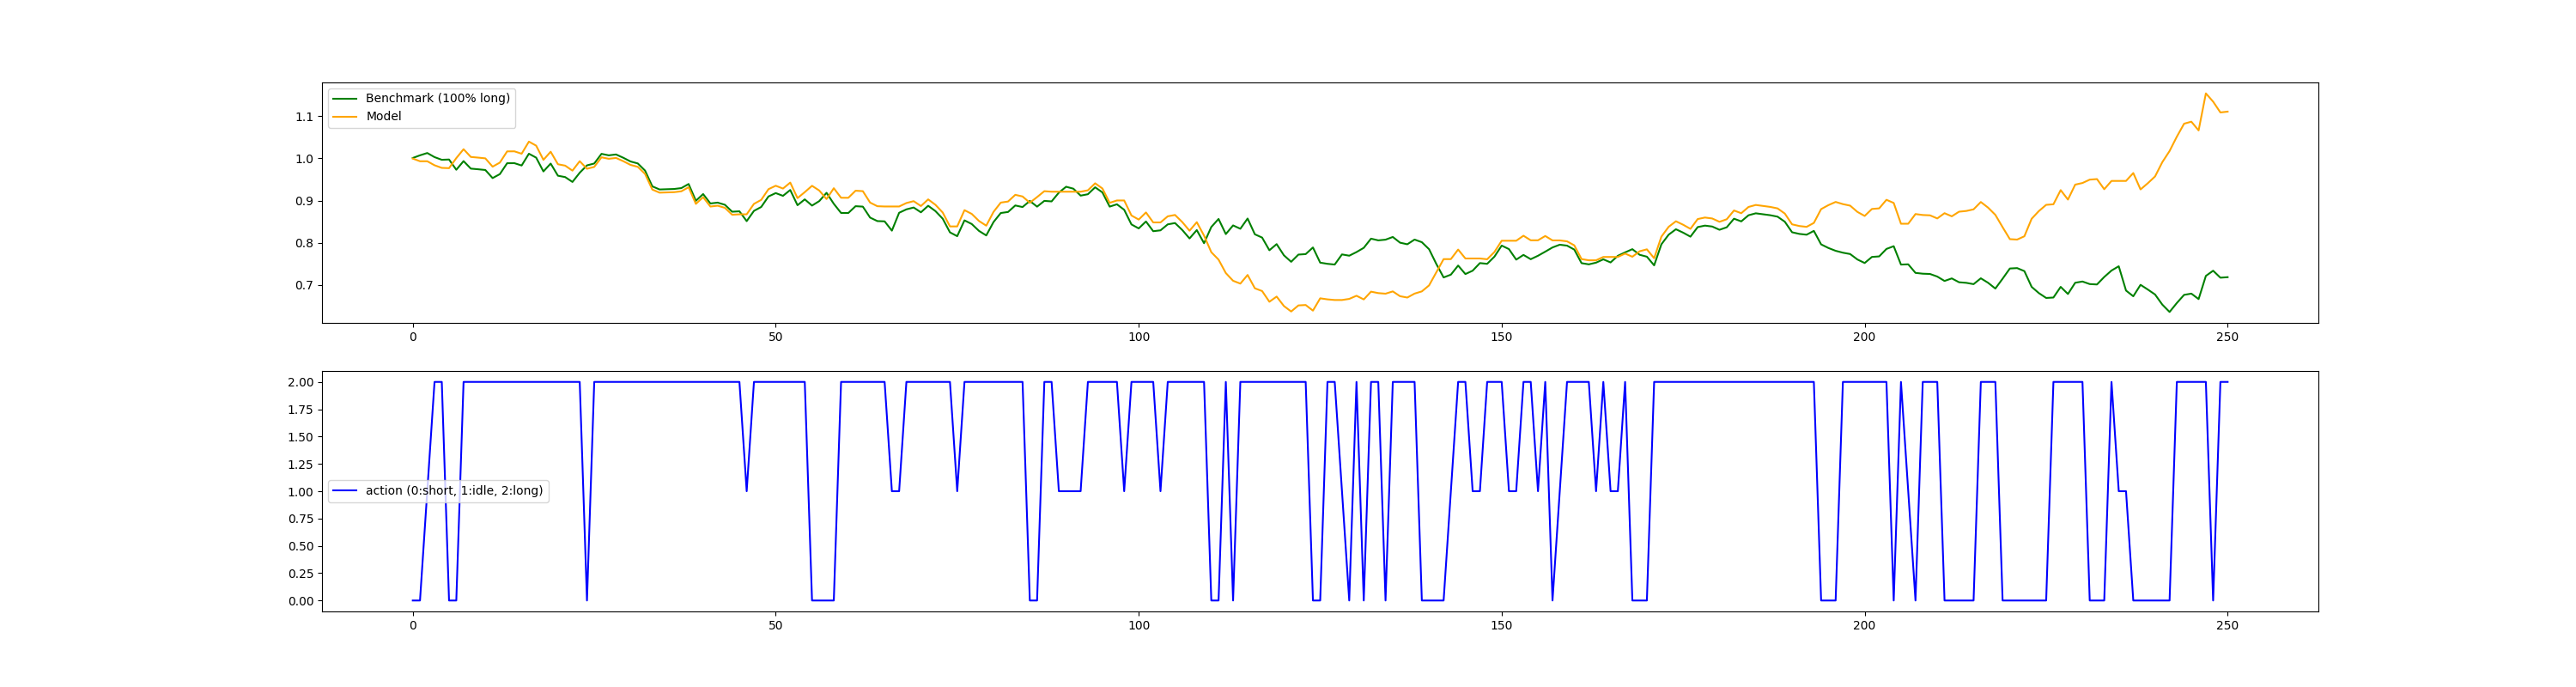 Benchmark (100% long)
Model
1.1
1.0
0.9
0.8
0.7
0 50 100 150 200 250
2.00
1.75
1.50
1.25
1.00
action (0:short, 1:idle, 2:long)
0.75
0.50
0.25
0.00
0 50 100 150 200 250